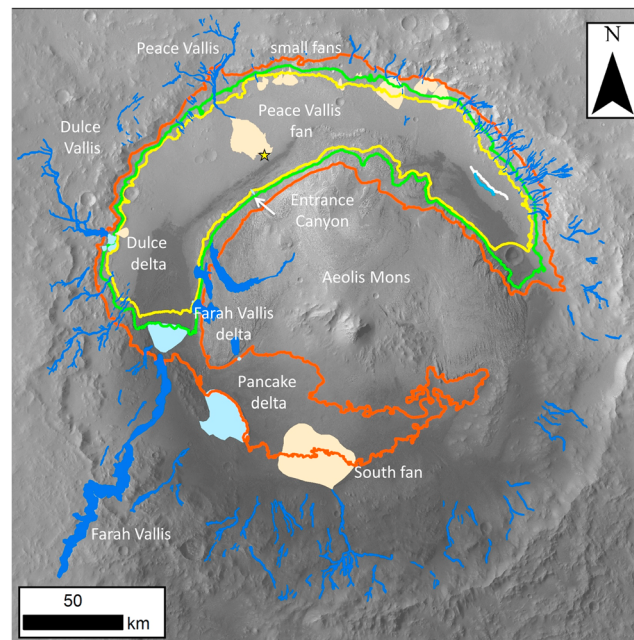 N
Peace Vallis
small fans
Peace Vallis
fan
Dulce
Vallis
Entrance
Canyon
Dulce
delta
Aeolis Mons
Farah Vallis
delta
Pancake
delta
South fan
Farah Vallis
50
km